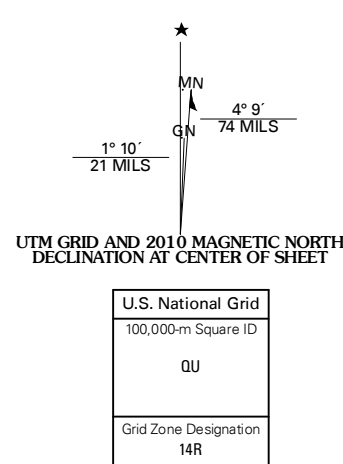 ★
MN
GN
4° 9´
74 MILS
1° 10´
21 MILS
UTM GRID AND 2010 MAGNETIC NORTH
DECLINATION AT CENTER OF SHEET
U.S. National Grid
100,000-m Square ID
QU
Grid Zone Designation
14R